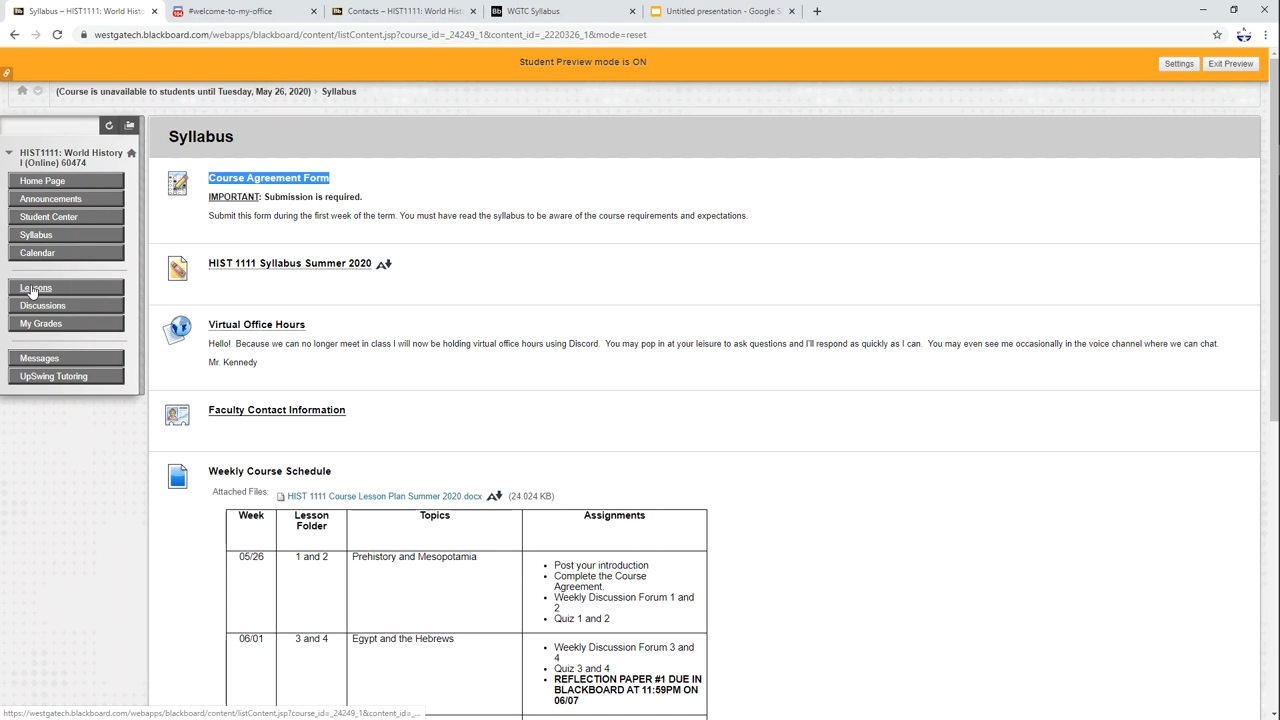 Syllabus – HIST1111: World Histo
#welcome-to-my-office
Contacts – HIST1111: World Histo
WGTC Syllabus
Untitled presentation - Google S
westgatech.blackboard.com/webapps/blackboard/content/listContent.jsp?course_id=_24249_1&content_id=_2220326_1&mode=reset
Student Preview mode is ON
Settings
Exit Preview
(Course is unavailable to students until Tuesday, May 26, 2020)
Syllabus
HIST1111: World History
I (Online) 60474
Home Page
Announcements
Student Center
Syllabus
Calendar
Lessons
Discussions
My Grades
Messages
UpSwing Tutoring
Syllabus
Course Agreement Form
IMPORTANT: Submission is required.
Submit this form during the first week of the term. You must have read the syllabus to be aware of the course requirements and expectations.
HIST 1111 Syllabus Summer 2020
Virtual Office Hours
Hello! Because we can no longer meet in class I will now be holding virtual office hours using Discord. You may pop in at your leisure to ask questions and I'll respond as quickly as I can. You may even see me occasionally in the voice channel where we can chat.
Mr. Kennedy
Faculty Contact Information
Weekly Course Schedule
Attached Files: HIST 1111 Course Lesson Plan Summer 2020.docx (24.024 KB)
Week
Lesson
Folder
Topics
Assignments
05/26
1 and 2
Prehistory and Mesopotamia
• Post your introduction
• Complete the Course
Agreement.
• Weekly Discussion Forum 1 and
2
• Quiz 1 and 2
06/01
3 and 4
Egypt and the Hebrews
• Weekly Discussion Forum 3 and
4
• Quiz 3 and 4
• REFLECTION PAPER #1 DUE IN
BLACKBOARD AT 11:59PM ON
06/07
https://westgatech.blackboard.com/webapps/blackboard/content/listContent.jsp?course_id=_24249_1&content_id=_...